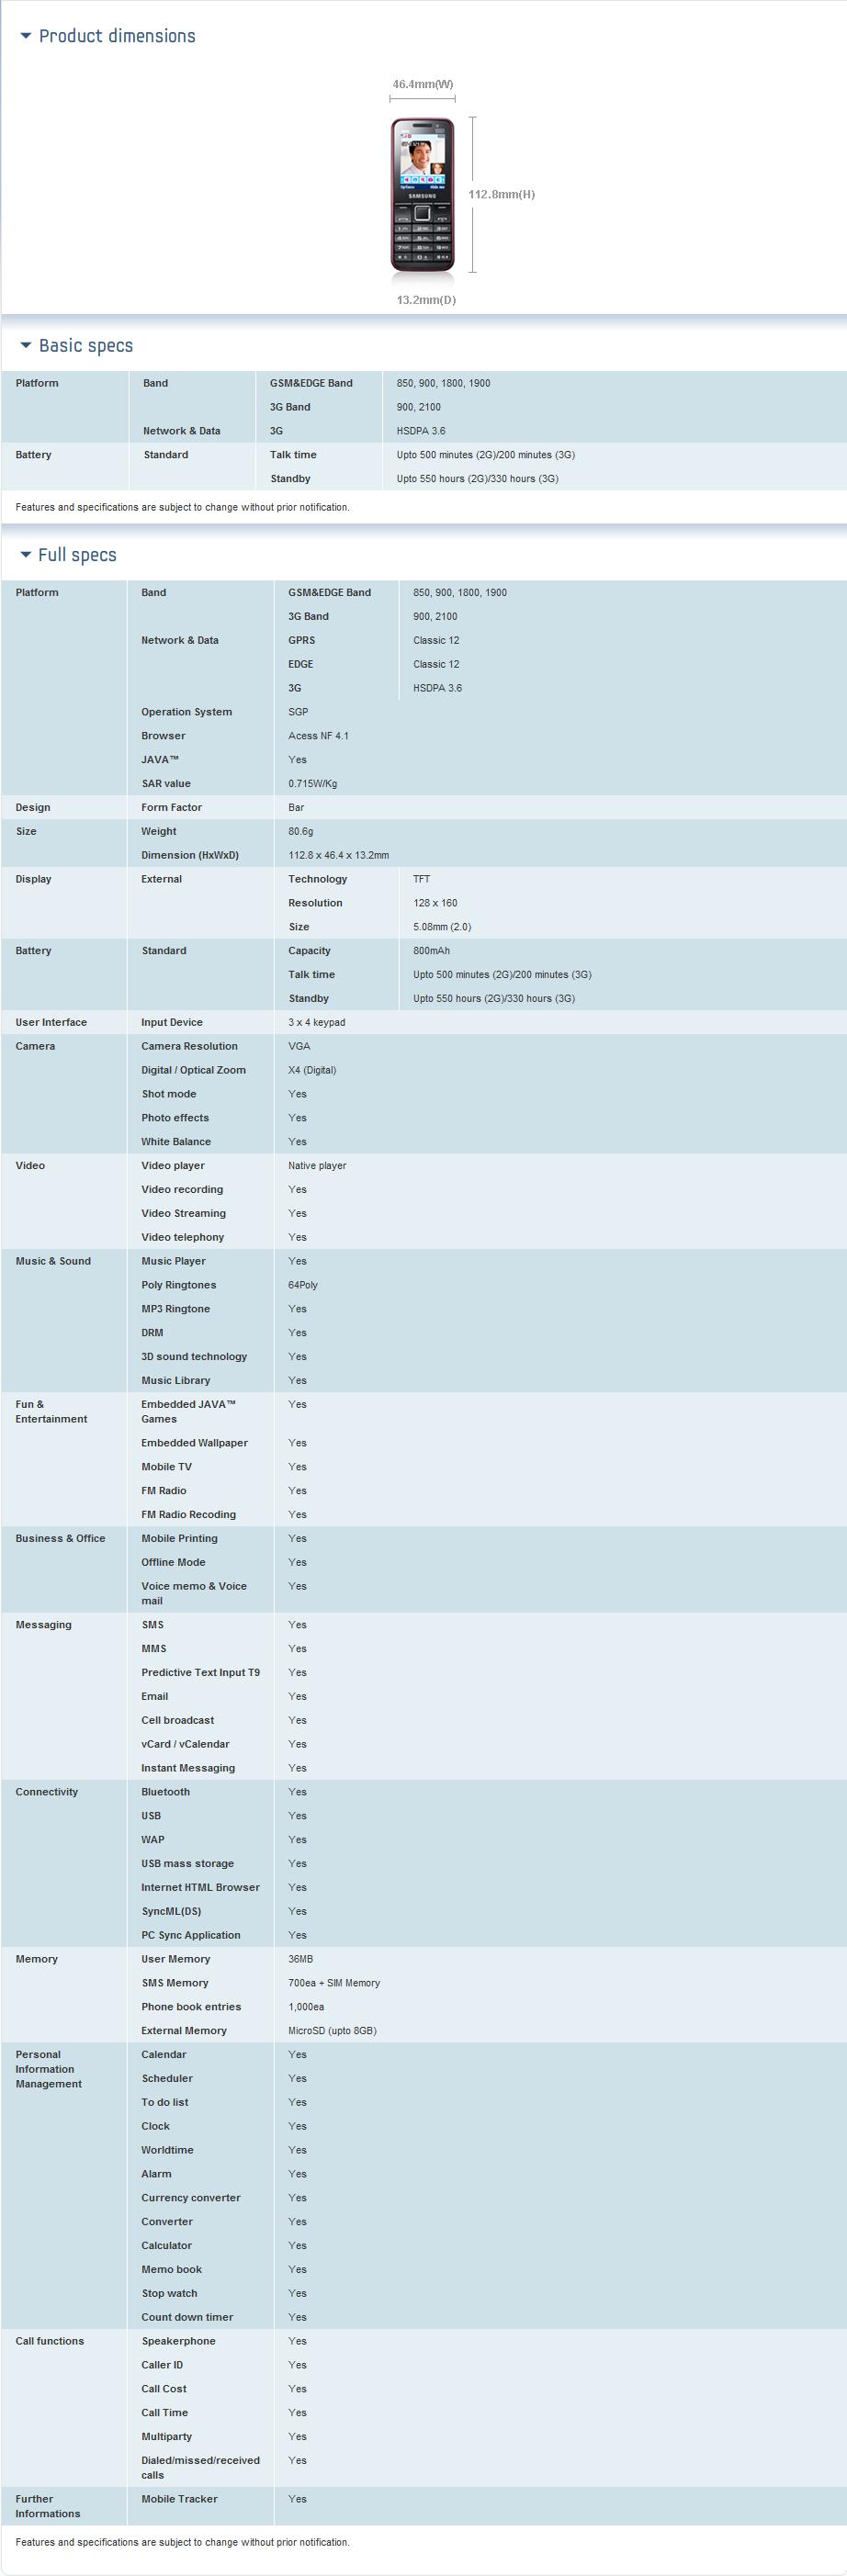 Product dimensions
46.4mm(W)
SAMSUNG
112.8mm(H)
13.2mm(D)
Basic specs
Platform Band GSM&EDGE Band 850, 900, 1800, 1900
3G Band 900, 2100
Network & Data 3G HSDPA 3.6
Battery Standard Talk time Upto 500 minutes (2G)/200 minutes (3G)
Standby Upto 550 hours (2G)/330 hours (3G)
Features and specifications are subject to change without prior notification.
Full specs
Platform Band GSM&EDGE Band 850, 900, 1800, 1900
3G Band 900, 2100
Network & Data GPRS Classic 12
EDGE Classic 12
3G HSDPA 3.6
Operation System SGP
Browser Acess NF 4.1
JAVA™ Yes
SAR value 0.715W/Kg
Design Form Factor Bar
Size Weight 80.6g
Dimension (HxWxD) 112.8 x 46.4 x 13.2mm
Display External Technology TFT
Resolution 128 x 160
Size 5.08mm (2.0)
Battery Standard Capacity 800mAh
Talk time Upto 500 minutes (2G)/200 minutes (3G)
Standby Upto 550 hours (2G)/330 hours (3G)
User Interface Input Device 3 x 4 keypad
Camera Camera Resolution VGA
Digital / Optical Zoom X4 (Digital)
Shot mode Yes
Photo effects Yes
White Balance Yes
Video Video player Native player
Video recording Yes
Video Streaming Yes
Video telephony Yes
Music & Sound Music Player Yes
Poly Ringtones 64Poly
MP3 Ringtone Yes
DRM Yes
3D sound technology Yes
Music Library Yes
Fun & Embedded JAVA™ Yes
Entertainment Games
Embedded Wallpaper Yes
Mobile TV Yes
FM Radio Yes
FM Radio Recoding Yes
Business & Office Mobile Printing Yes
Offline Mode Yes
Voice memo & Voice Yes
mail
Messaging SMS Yes
MMS Yes
Predictive Text Input T9 Yes
Email Yes
Cell broadcast Yes
vCard / vCalendar Yes
Instant Messaging Yes
Connectivity Bluetooth Yes
USB Yes
WAP Yes
USB mass storage Yes
Internet HTML Browser Yes
SyncML(DS) Yes
PC Sync Application Yes
Memory User Memory 36MB
SMS Memory 700ea + SIM Memory
Phone book entries 1,000ea
External Memory MicroSD (upto 8GB)
Personal Calendar Yes
Information
Management
Scheduler Yes
To do list Yes
Clock Yes
Worldtime Yes
Alarm Yes
Currency converter Yes
Converter Yes
Calculator Yes
Memo book Yes
Stop watch Yes
Count down timer Yes
Call functions Speakerphone Yes
Caller ID Yes
Call Cost Yes
Call Time Yes
Multiparty Yes
Dialed/missed/received Yes
calls
Further Mobile Tracker Yes
Informations
Features and specifications are subject to change without prior notification.